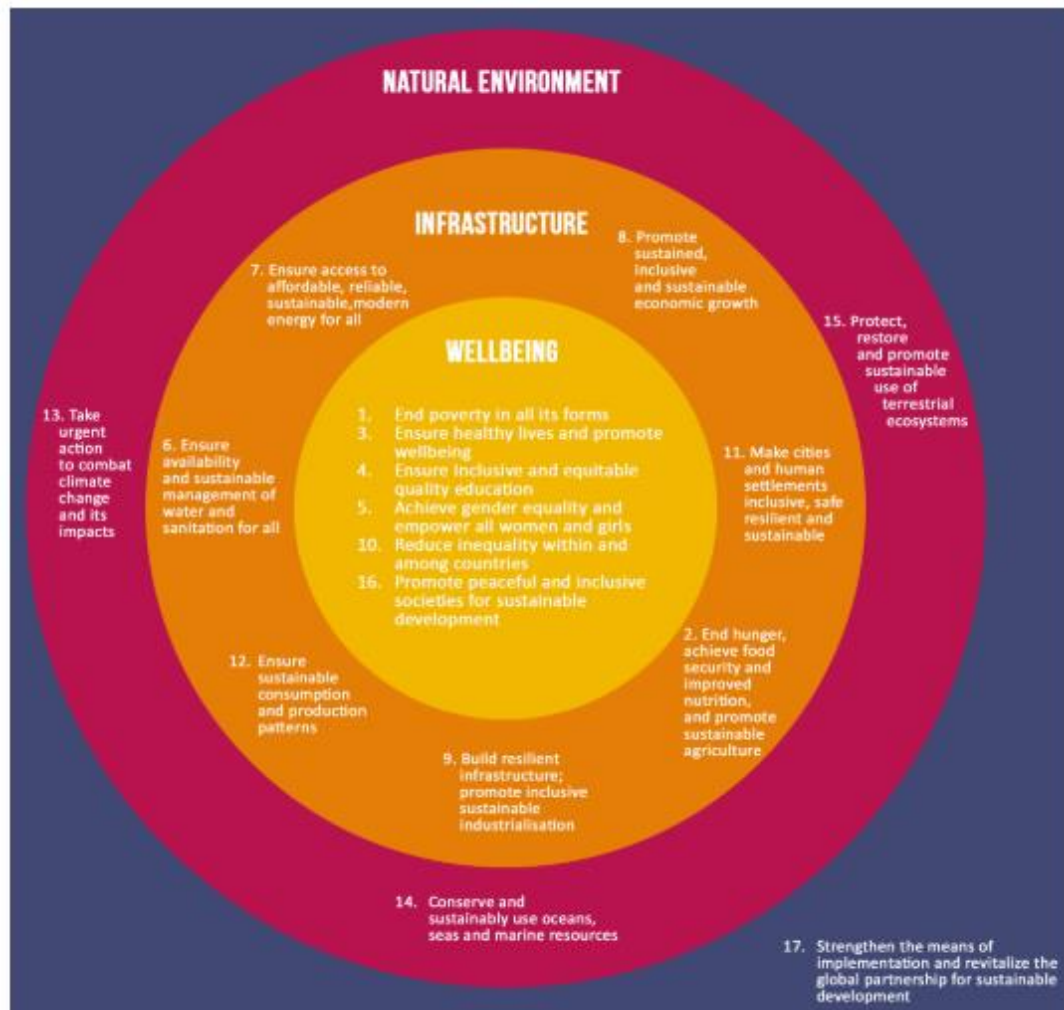 NATURAL ENVIRONMENT
INFRASTRUCTURE
8. Promote
sustained,
inclusive
and sustainable
economic growth
7. Ensure access to
affordable, reliable,
sustainable,modern
energy for all
15. Protect,
restore
and promote
sustainable
use of
terrestrial
ecosystems
WELLBEING
1. End poverty in all its forms
3. Ensure healthy lives and promote
wellbeing
4. Ensure inclusive and equitable
quality education
5. Achieve gender equality and
empower all women and girls
10. Reduce inequality within and
among countries
16. Promote peaceful and inclusive
societies for sustainable
development
13. Take
urgent
action
to combat
climate
change
and its
impacts
6. Ensure
availability
and sustainable
management of
water and
sanitation for all
11. Make cities
and human
settlements
inclusive, safe
resilient and
sustainable
2. End hunger,
achieve food
security and
improved
nutrition,
and promote
sustainable
agriculture
12. Ensure
sustainable
consumption
and production
patterns
9. Build resilient
infrastructure;
promote inclusive
sustainable
industrialisation
14. Conserve and
sustainably use oceans,
seas and marine resources
17. Strengthen the means of
implementation and revitalize the
global partnership for sustainable
development